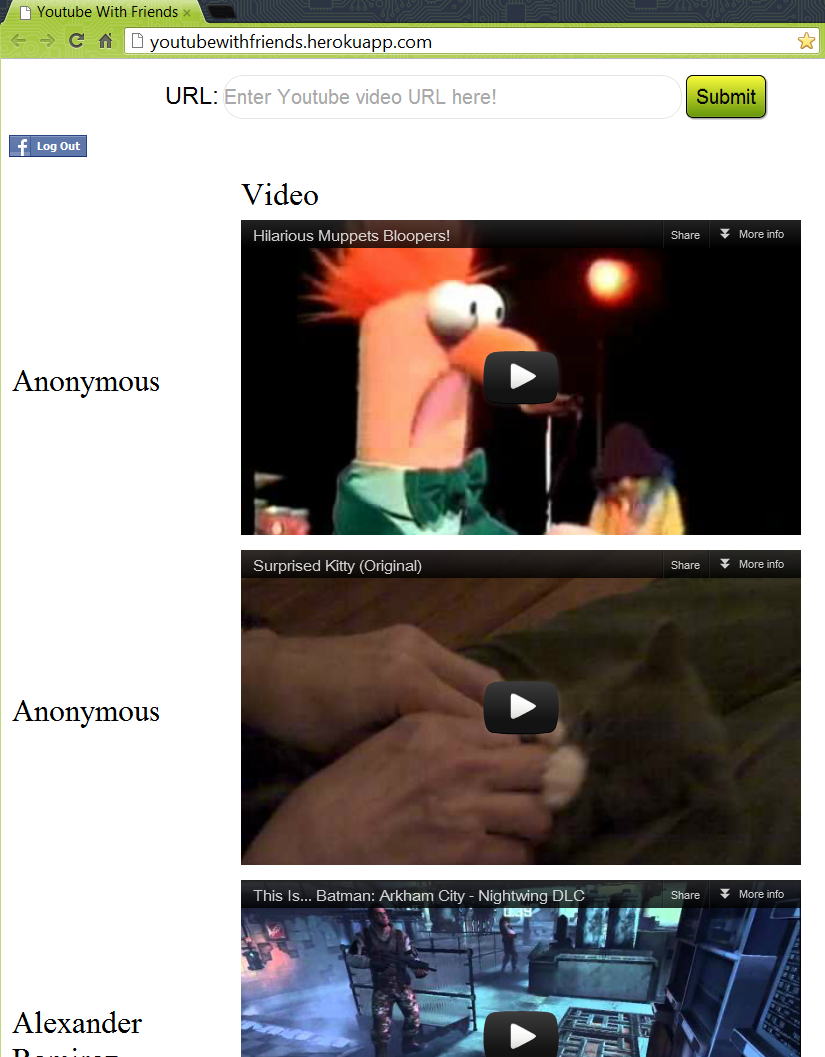 Youtube With Friends
youtubewithfriends.herokuapp.com
URL: Enter Youtube video URL here! Submit
f Log Out
Video
Hilarious Muppets Bloopers! Share More info
Anonymous
Surprised Kitty (Original) Share More info
Anonymous
This Is... Batman: Arkham City - Nightwing DLC Share More info
Alexander
Ramirez